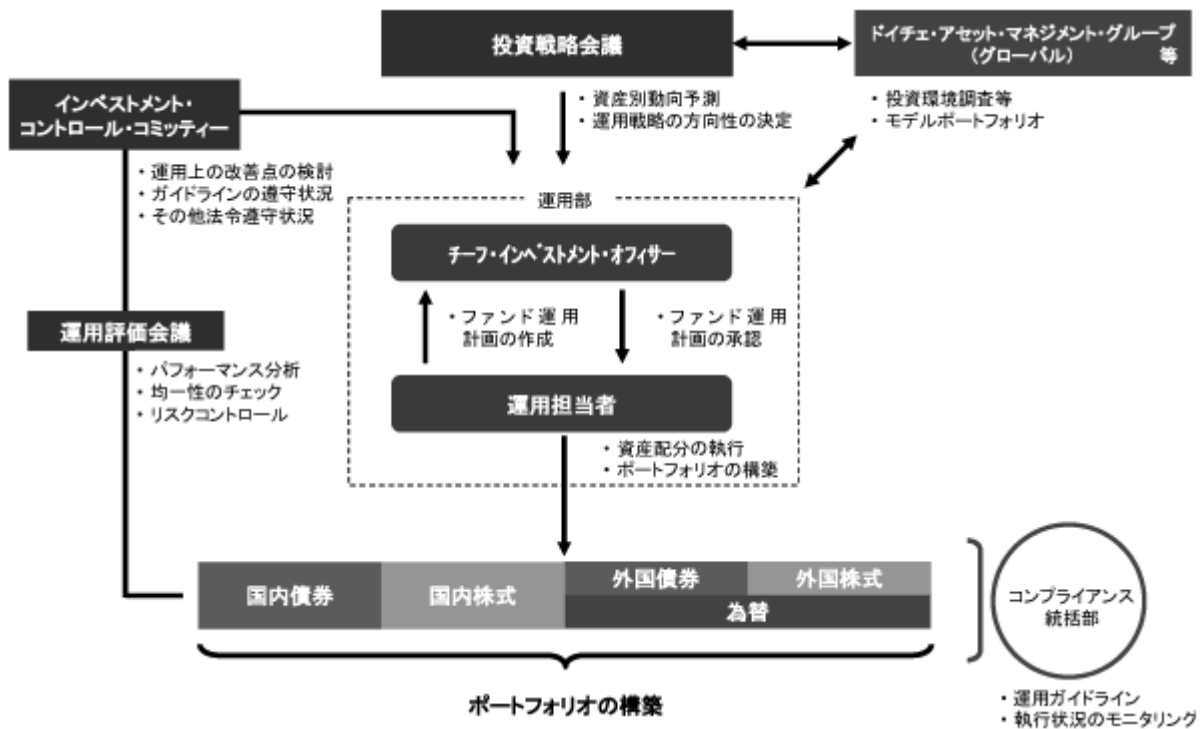 投資戦略会議
ドイチェ・アセット・マネジメント・グループ
（グローバル） 等
インベストメント・
コントロール・コミッティー
・資産別動向予測
・運用戦略の方向性の決定
・投資環境調査等
・モデルポートフォリオ
・運用上の改善点の検討
・ガイドラインの遵守状況
・その他法令遵守状況
運用部
チーフ・インベストメント・オフィサー
・ファンド運用
計画の作成
・ファンド運用
計画の承認
運用評価会議
・パフォーマンス分析
・均一性のチェック
・リスクコントロール
運用担当者
・資産配分の執行
・ポートフォリオの構築
国内債券
国内株式
外国債券
外国株式
為替
コンプライアンス
統括部
ポートフォリオの構築
・運用ガイドライン
・執行状況のモニタリング